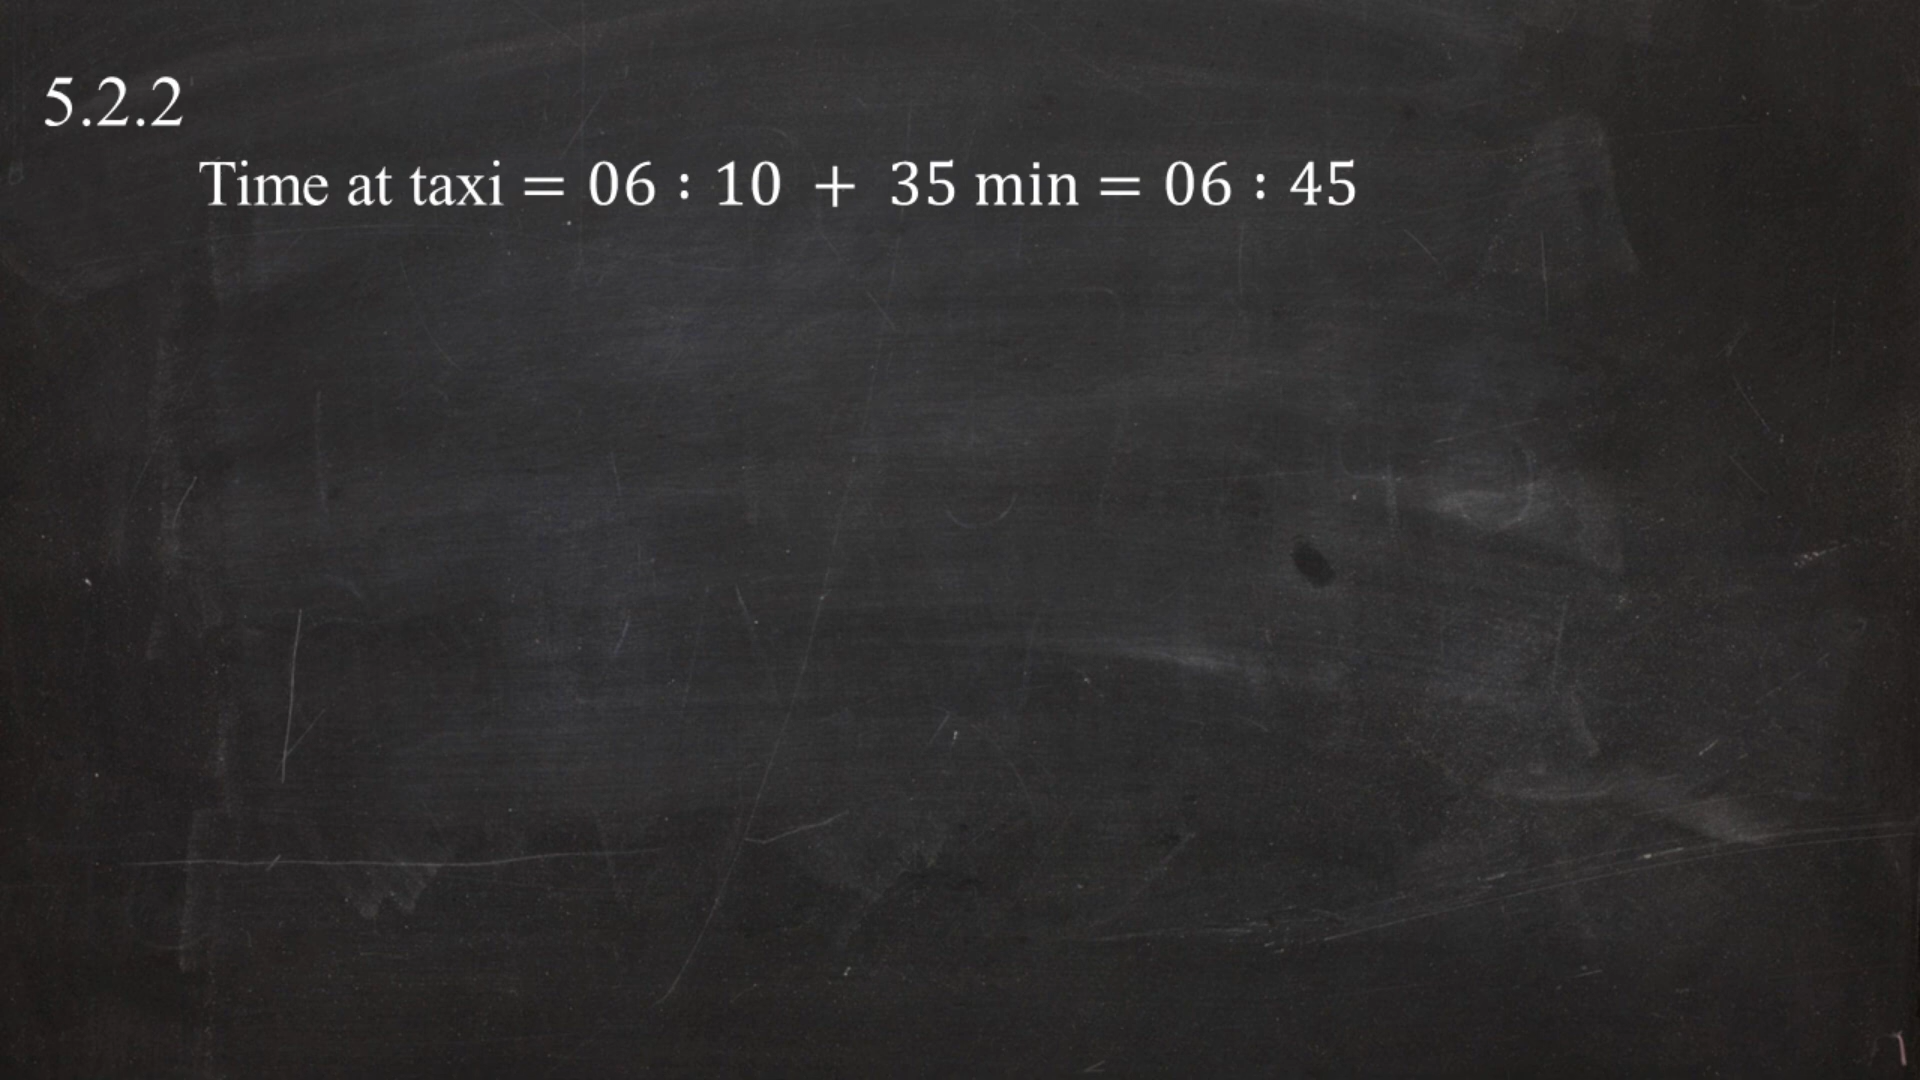 5.2.2
Time at taxi = 06 : 10 + 35 min = 06 : 45